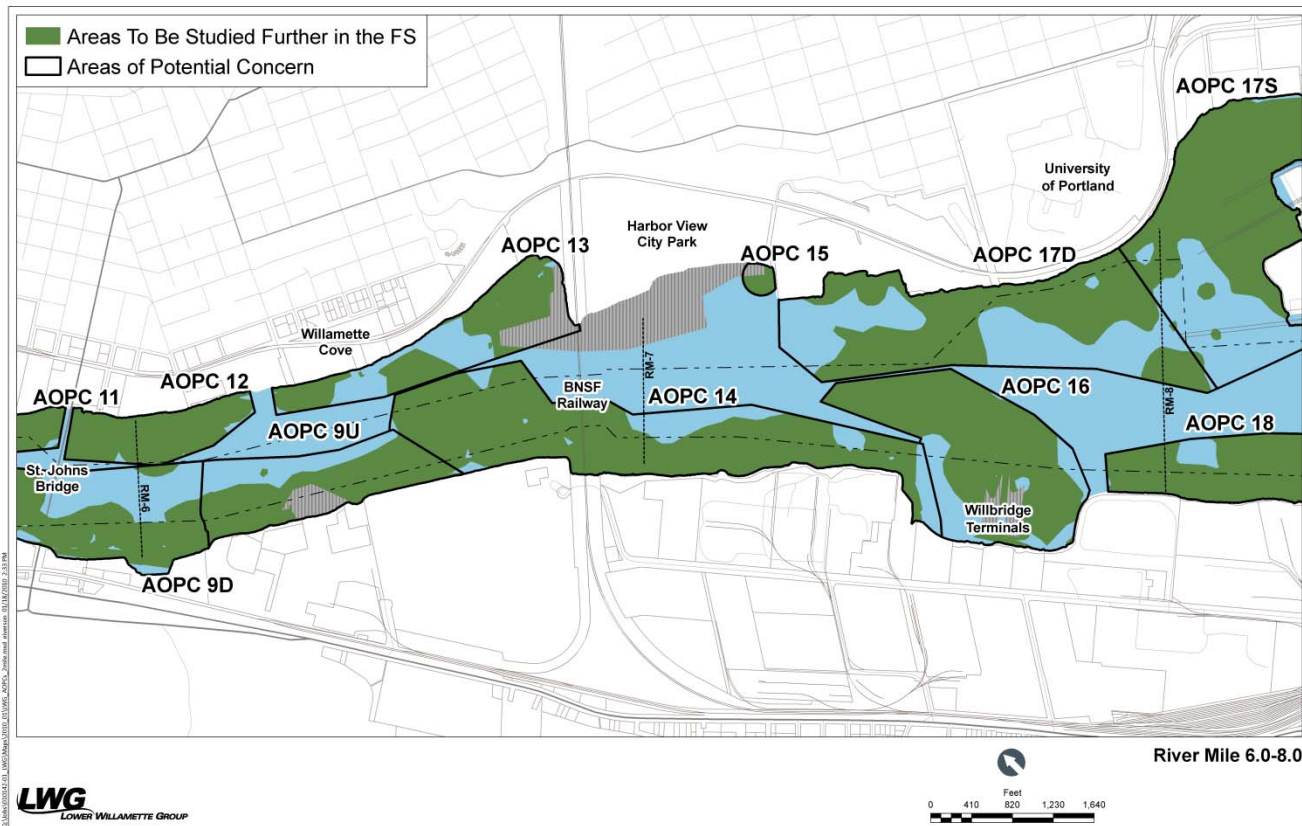 Areas To Be Studied Further in the FS
Areas of Potential Concern
AOPC 17S
University
of Portland
Harbor View
City Park
AOPC 13
AOPC 15
AOPC 17D
Willamette
Cove
AOPC 12
AOPC 11
RM-7
BNSF
Railway
AOPC 14
AOPC 16
RM-8
AOPC 18
AOPC 9U
St. Johns
Bridge
RM-6
Willbridge
Terminals
AOPC 9D
River Mile 6.0-8.0
Feet
0 410 820 1,230 1,640
LWG
LOWER WILLAMETTE GROUP